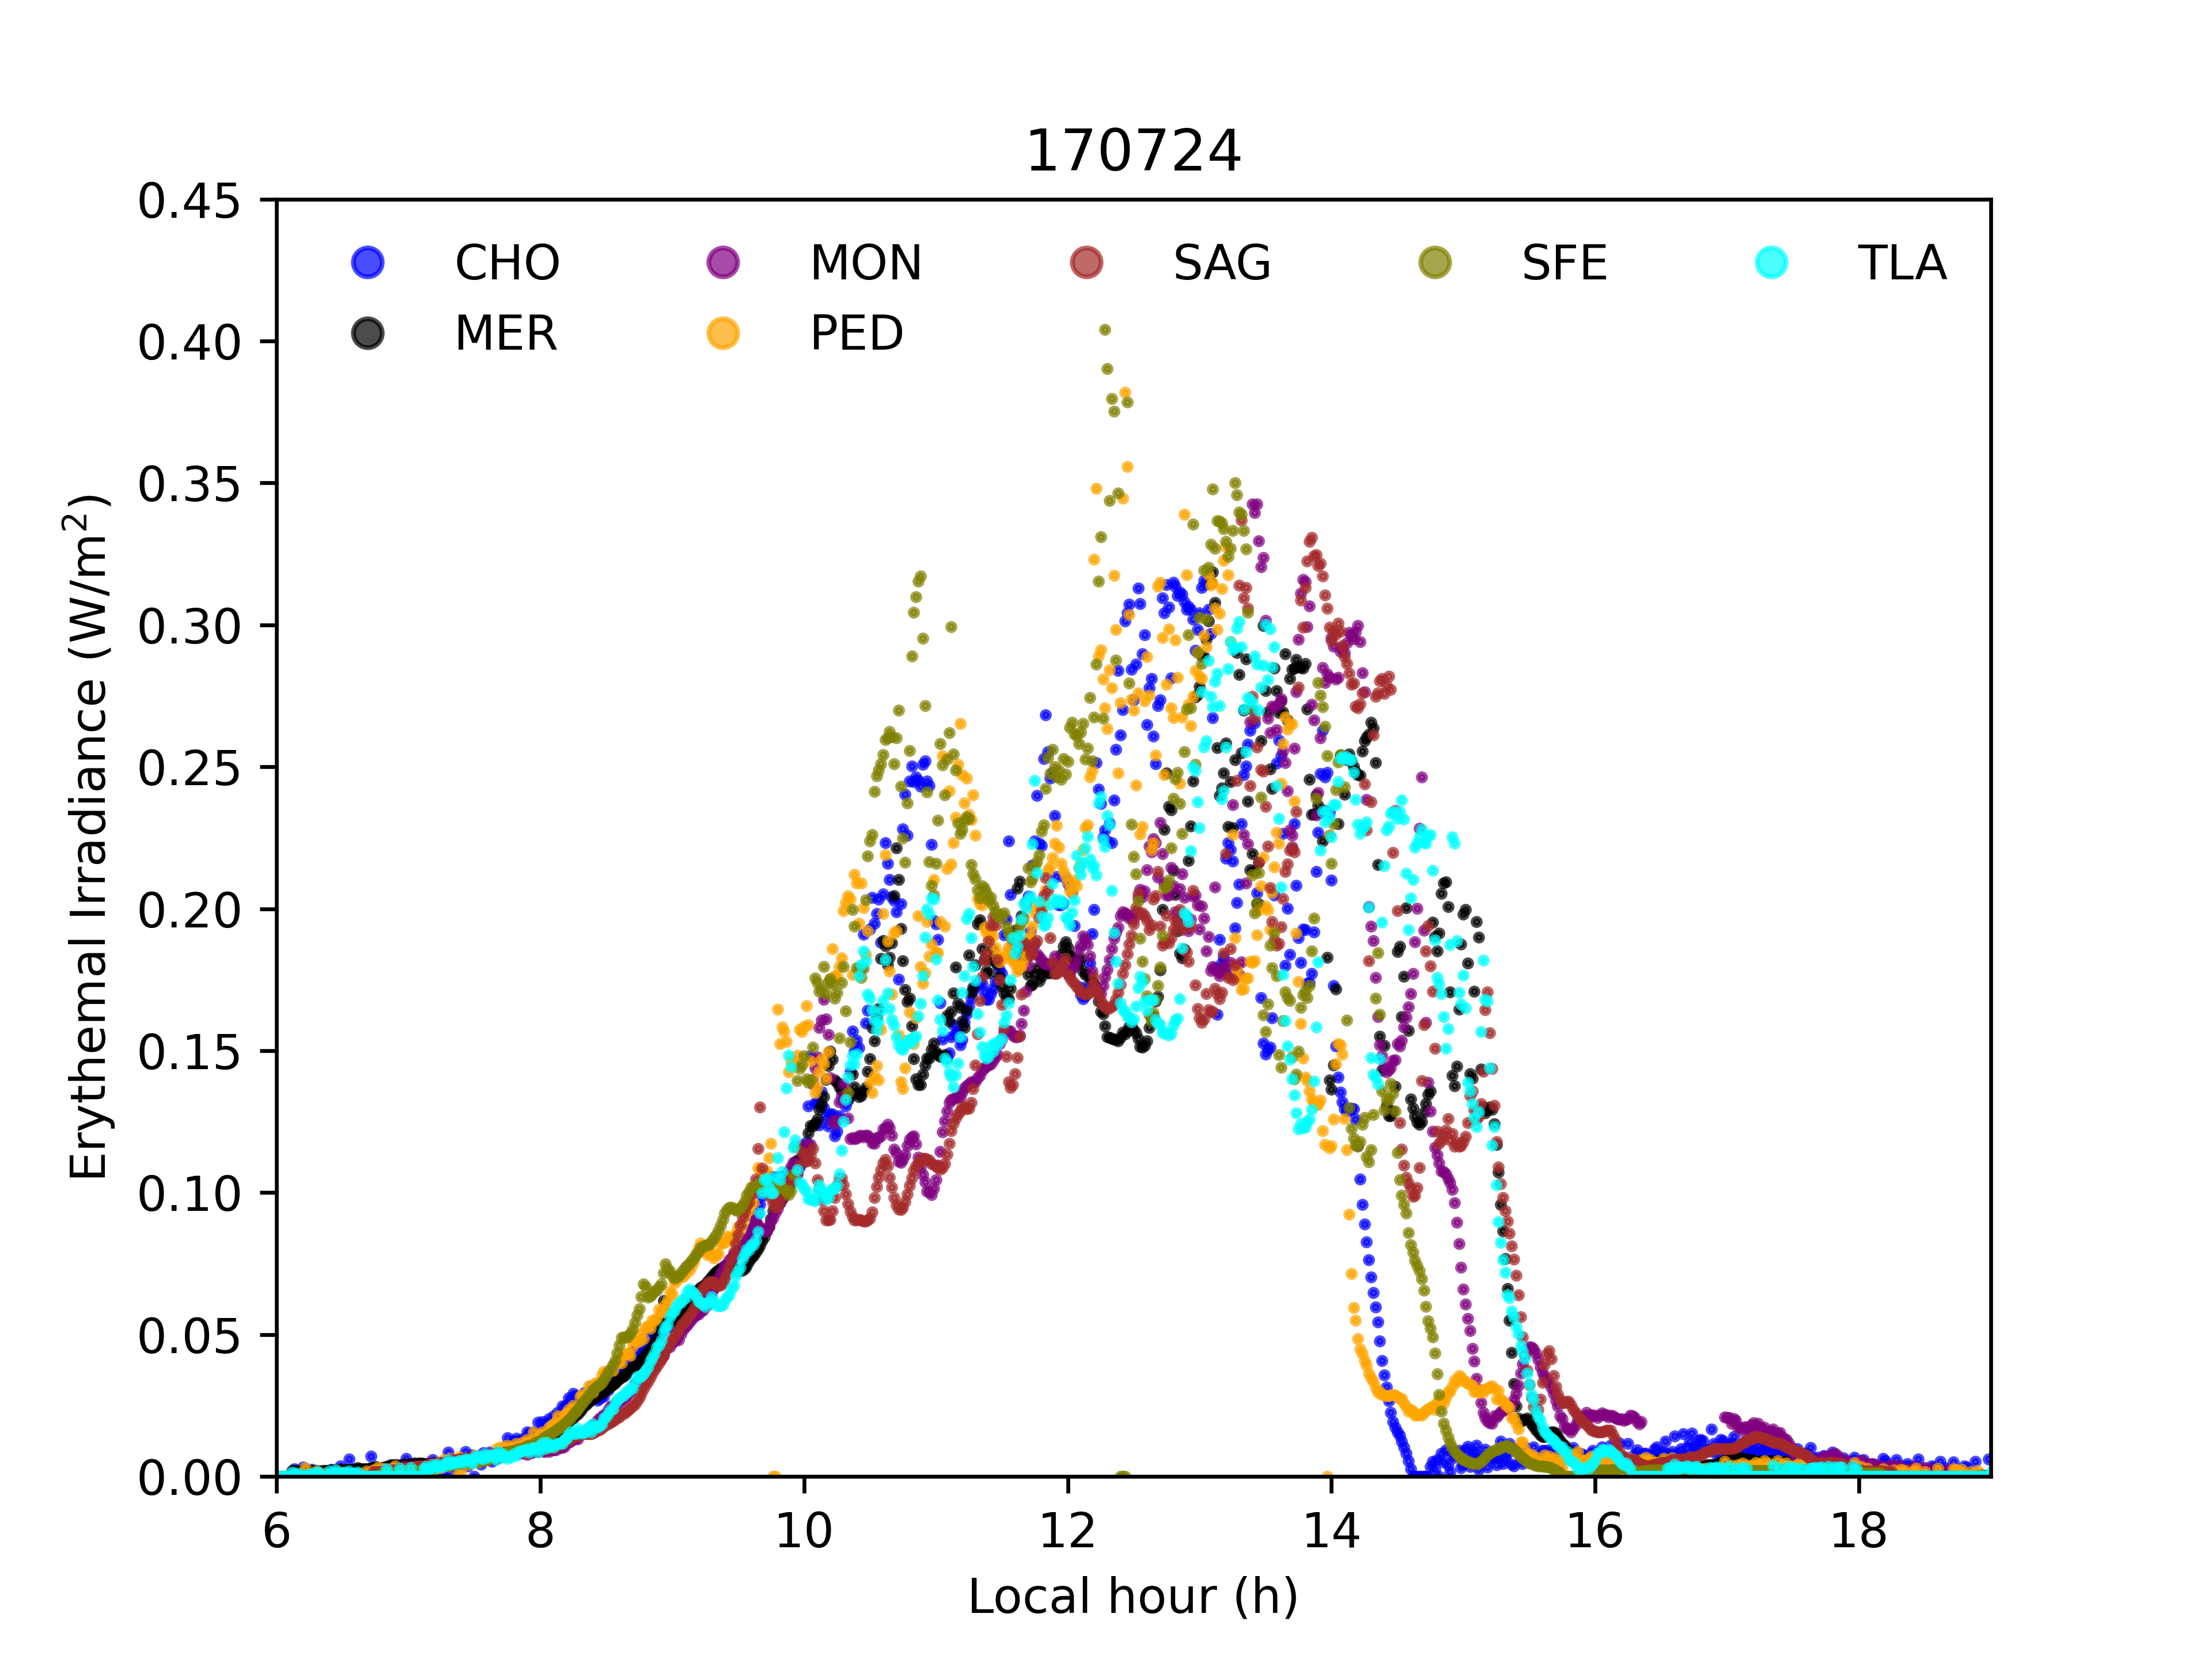 170724
0.45
0.40
0.35
0.30
0.25
0.20
0.15
0.10
0.05
0.00
Erythemal Irradiance (W/m²)
CHO MON SAG SFE TLA
MER PED
6 8 10 12 14 16 18
Local hour (h)